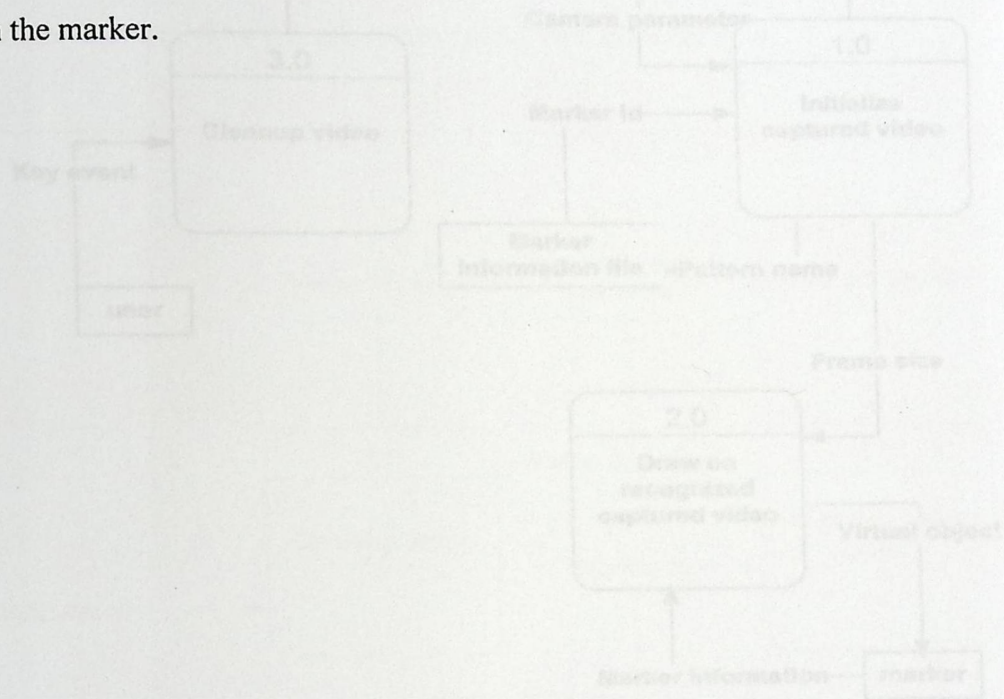 the marker.
Camera parameter
1.0
3.0
Initialize
captured video
Marker id
Cleanup video
Key event
Marker
Information file
Pattern name
user
Frame size
2.0
Draw on
recognized
captured video
Virtual object
Marker information
marker